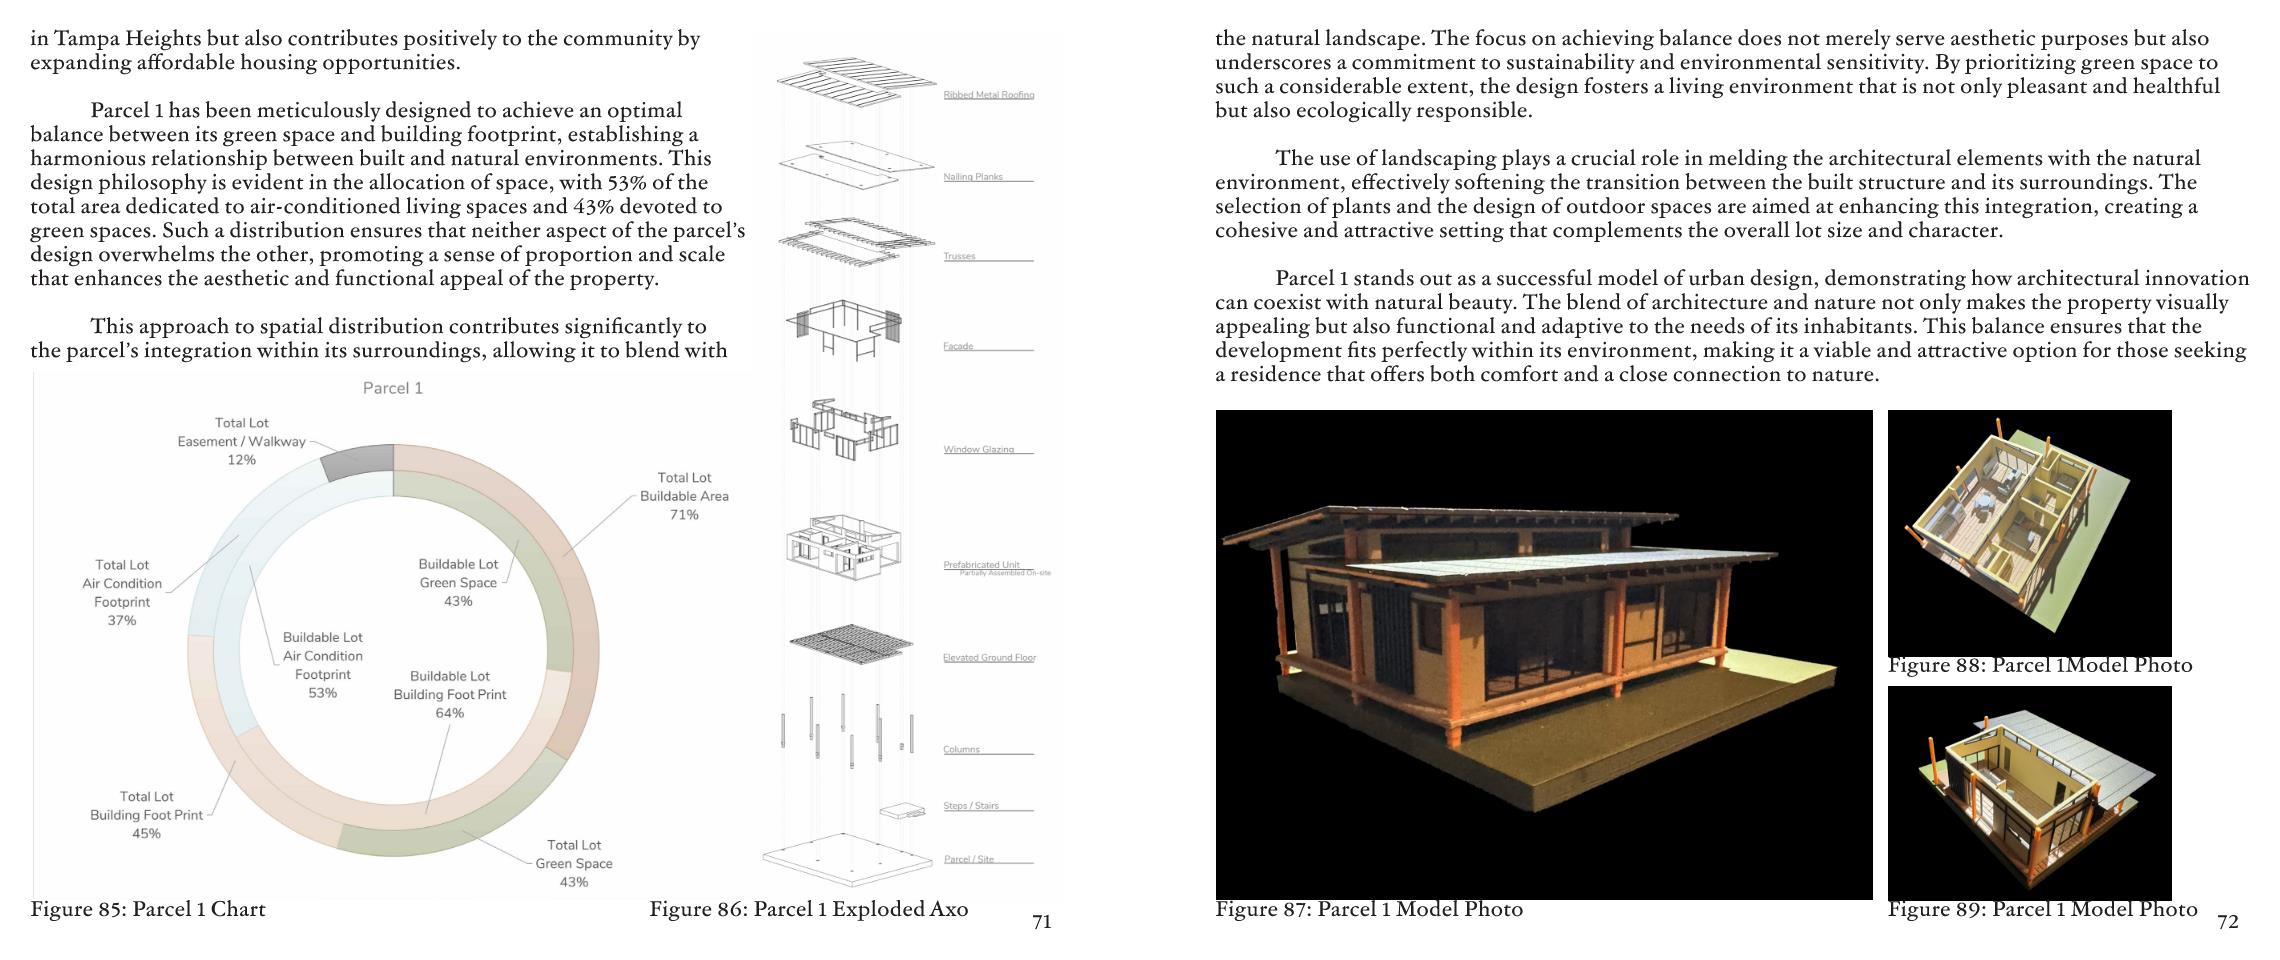 in Tampa Heights but also contributes positively to the community by
expanding affordable housing opportunities.
Parcel 1 has been meticulously designed to achieve an optimal
balance between its green space and building footprint, establishing a
harmonious relationship between built and natural environments. This
design philosophy is evident in the allocation of space, with 53% of the
total area dedicated to air-conditioned living spaces and 43% devoted to
green spaces. Such a distribution ensures that neither aspect of the parcel's
design overwhelms the other, promoting a sense of proportion and scale
that enhances the aesthetic and functional appeal of the property.
This approach to spatial distribution contributes significantly to
the parcel's integration within its surroundings, allowing it to blend with
Parcel 1
Total Lot
Easement / Walkway
12%
Total Lot
Buildable Area
71%
Total Lot
Air Condition
Footprint
37%
Buildable Lot
Green Space
43%
Buildable Lot
Air Condition
Footprint
53%
Buildable Lot
Building Foot Print
64%
Total Lot
Building Foot Print
45%
Total Lot
Green Space
43%
Figure 85: Parcel 1 Chart
Ribbed Metal Roofing
Nailing Planks
Trusses
Facade
Window Glazing
Prefabricated Unit
Partially Assembled On-site
Elevated Ground Floor
Columns
Steps / Stairs
Parcel / Site
Figure 86: Parcel 1 Exploded Axo
71
the natural landscape. The focus on achieving balance does not merely serve aesthetic purposes but also
underscores a commitment to sustainability and environmental sensitivity. By prioritizing green space to
such a considerable extent, the design fosters a living environment that is not only pleasant and healthful
but also ecologically responsible.
The use of landscaping plays a crucial role in melding the architectural elements with the natural
environment, effectively softening the transition between the built structure and its surroundings. The
selection of plants and the design of outdoor spaces are aimed at enhancing this integration, creating a
cohesive and attractive setting that complements the overall lot size and character.
Parcel 1 stands out as a successful model of urban design, demonstrating how architectural innovation
can coexist with natural beauty. The blend of architecture and nature not only makes the property visually
appealing but also functional and adaptive to the needs of its inhabitants. This balance ensures that the
development fits perfectly within its environment, making it a viable and attractive option for those seeking
a residence that offers both comfort and a close connection to nature.
Figure 87: Parcel 1 Model Photo
Figure 88: Parcel 1Model Photo
Figure 89: Parcel 1 Model Photo
72